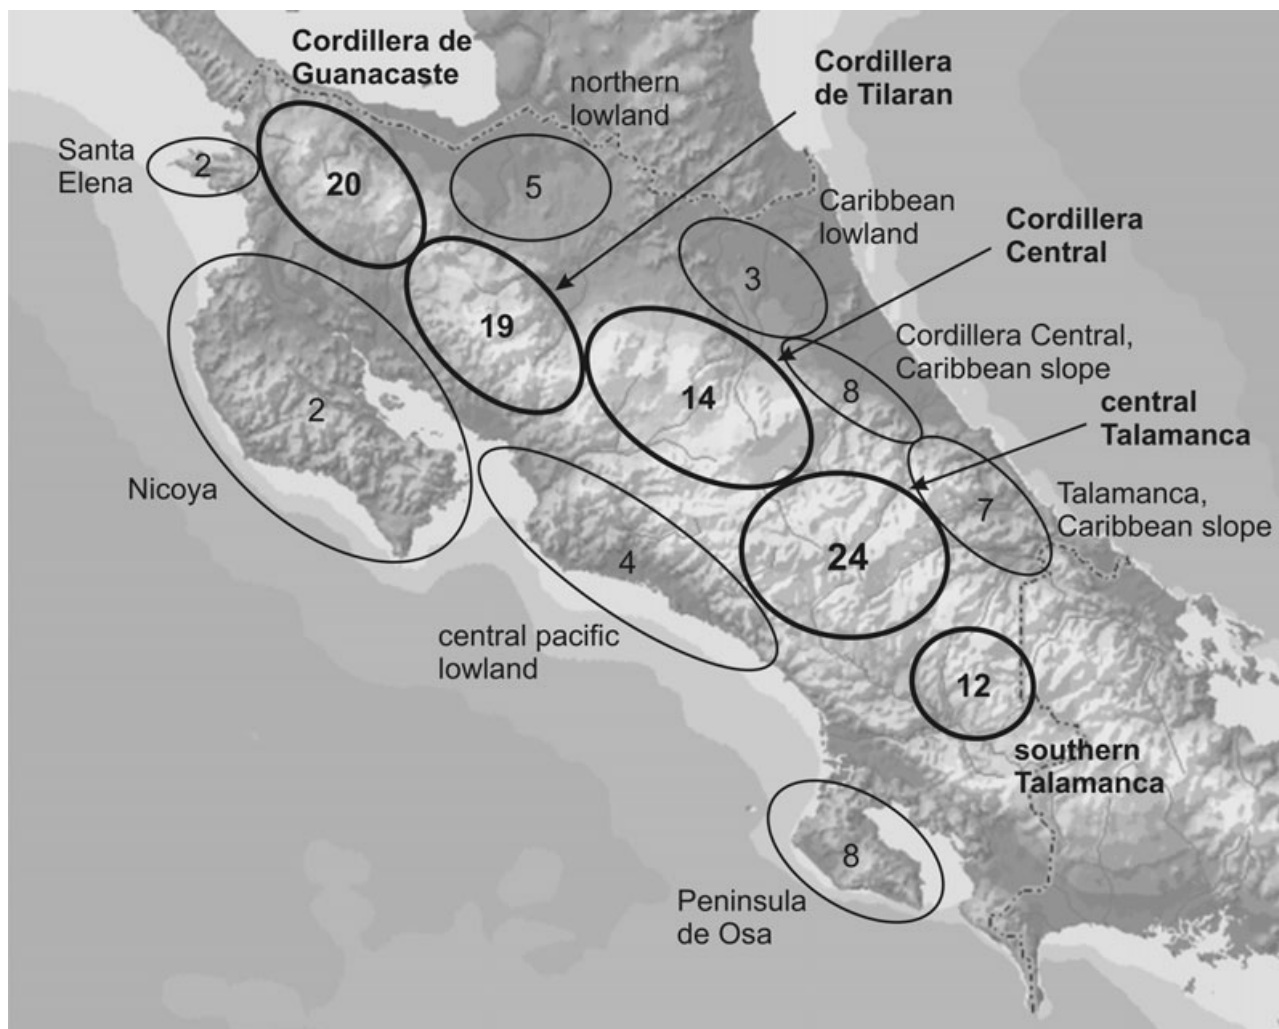 Cordillera de
Guanacaste
Cordillera
de Tilaran
northern
lowland
Santa
Elena
2
20
5
Caribbean
lowland
Cordillera
Central
3
19
Cordillera Central,
Caribbean slope
14
8
2
central
Talamanca
Nicoya
7
Talamanca,
Caribbean slope
4
24
central pacific
lowland
12
southern
Talamanca
8
Peninsula
de Osa